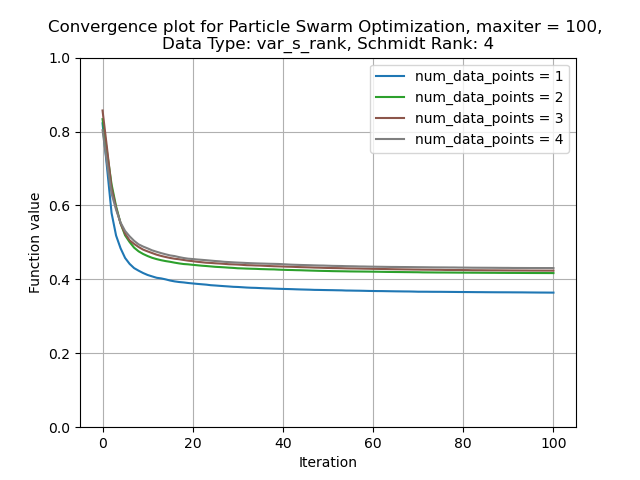 Convergence plot for Particle Swarm Optimization, maxiter = 100,
Data Type: var_s_rank, Schmidt Rank: 4
num_data_points = 1
num_data_points = 2
num_data_points = 3
num_data_points = 4
Function value
1.0
0.8
0.6
0.4
0.2
0.0
0 20 40 60 80 100
Iteration